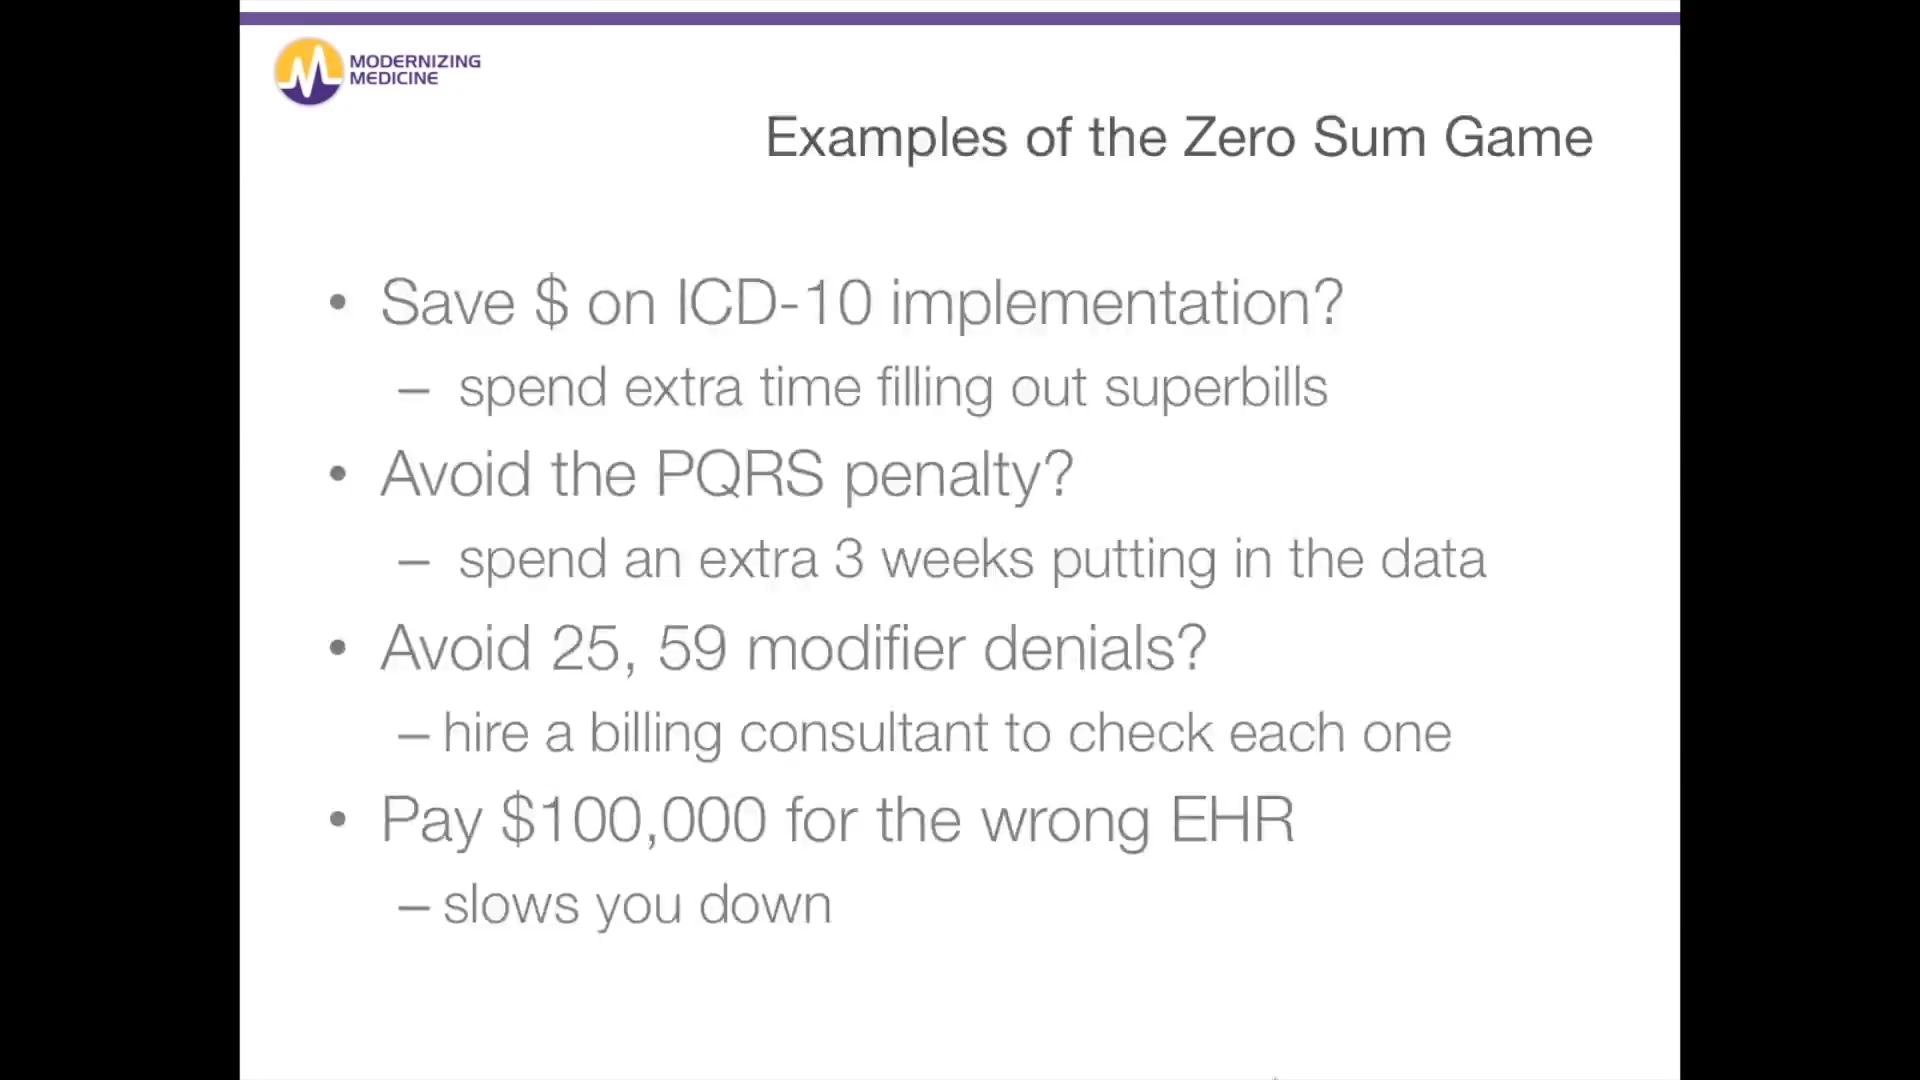 MODERNIZING
MEDICINE
Examples of the Zero Sum Game
• Save $ on ICD-10 implementation?
– spend extra time filling out superbills
• Avoid the PQRS penalty?
– spend an extra 3 weeks putting in the data
• Avoid 25, 59 modifier denials?
– hire a billing consultant to check each one
• Pay $100,000 for the wrong EHR
– slows you down